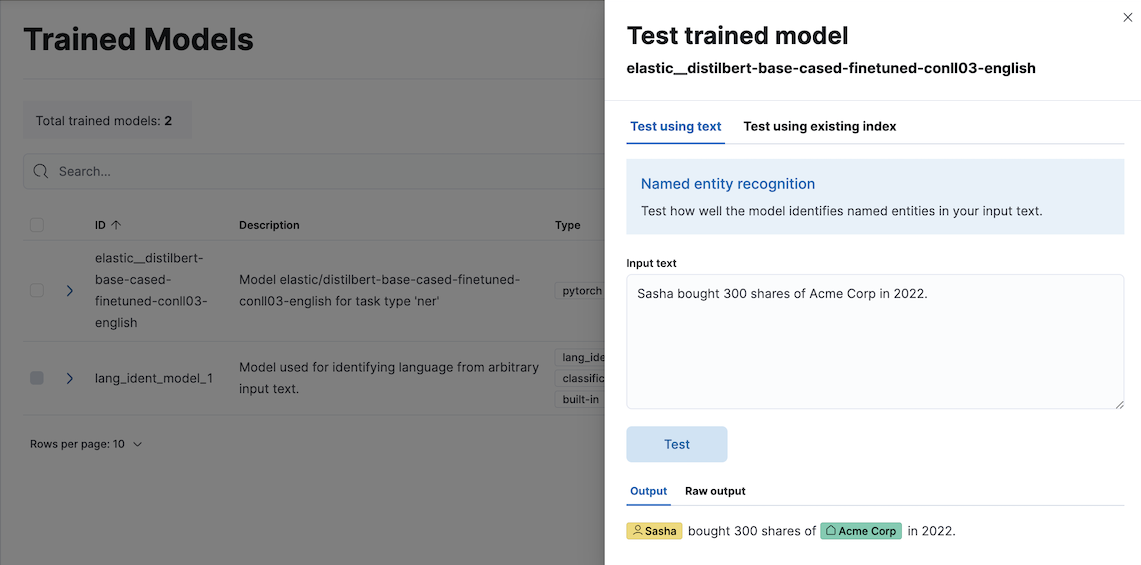 Trained Models
Total trained models: 2
Search...
ID Description Type
elastic__distilbert-
base-cased-
finetuned-conll03-
english
Model elastic/distilbert-base-cased-finetuned-
conll03-english for task type 'ner'
pytorch
lang_ident_model_1
Model used for identifying language from arbitrary
input text.
lang_ide
classific
built-in
Rows per page: 10
Test trained model
elastic__distilbert-base-cased-finetuned-conll03-english
Test using text Test using existing index
Named entity recognition
Test how well the model identifies named entities in your input text.
Input text
Sasha bought 300 shares of Acme Corp in 2022.
Test
Output Raw output
Sasha bought 300 shares of Acme Corp in 2022.